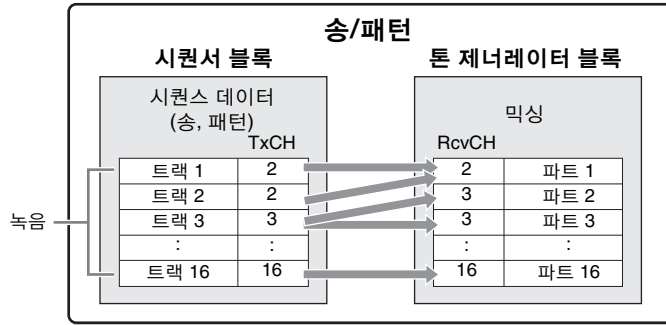 송/패턴
시퀀서 블록
톤 제너레이터 블록
시퀀스 데이터
(송, 패턴)
믹싱
TxCH
RcvCH
녹음
트랙 1 2 2 파트 1
트랙 2 2 3 파트 2
트랙 3 3 3 파트 3
: : : :
트랙 16 16 16 파트 16